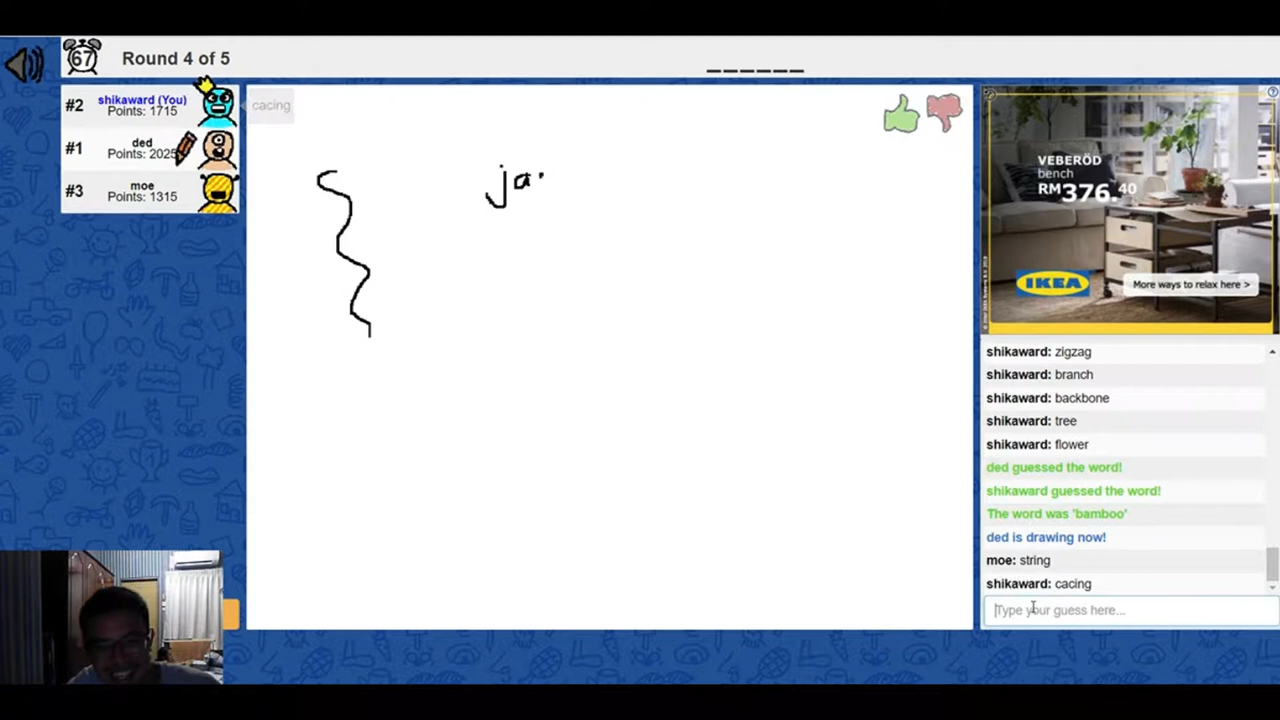 67
Round 4 of 5
______
#2
shikaward (You)
Points: 1715
#1
ded
Points: 2025
#3
moe
Points: 1315
cacing
ja
VEBERÖD
bench
RM376.40
IKEA
More ways to relax here >
shikaward: zigzag
shikaward: branch
shikaward: backbone
shikaward: tree
shikaward: flower
ded guessed the word!
shikaward guessed the word!
The word was 'bamboo'
ded is drawing now!
moe: string
shikaward: cacing
Type your guess here...